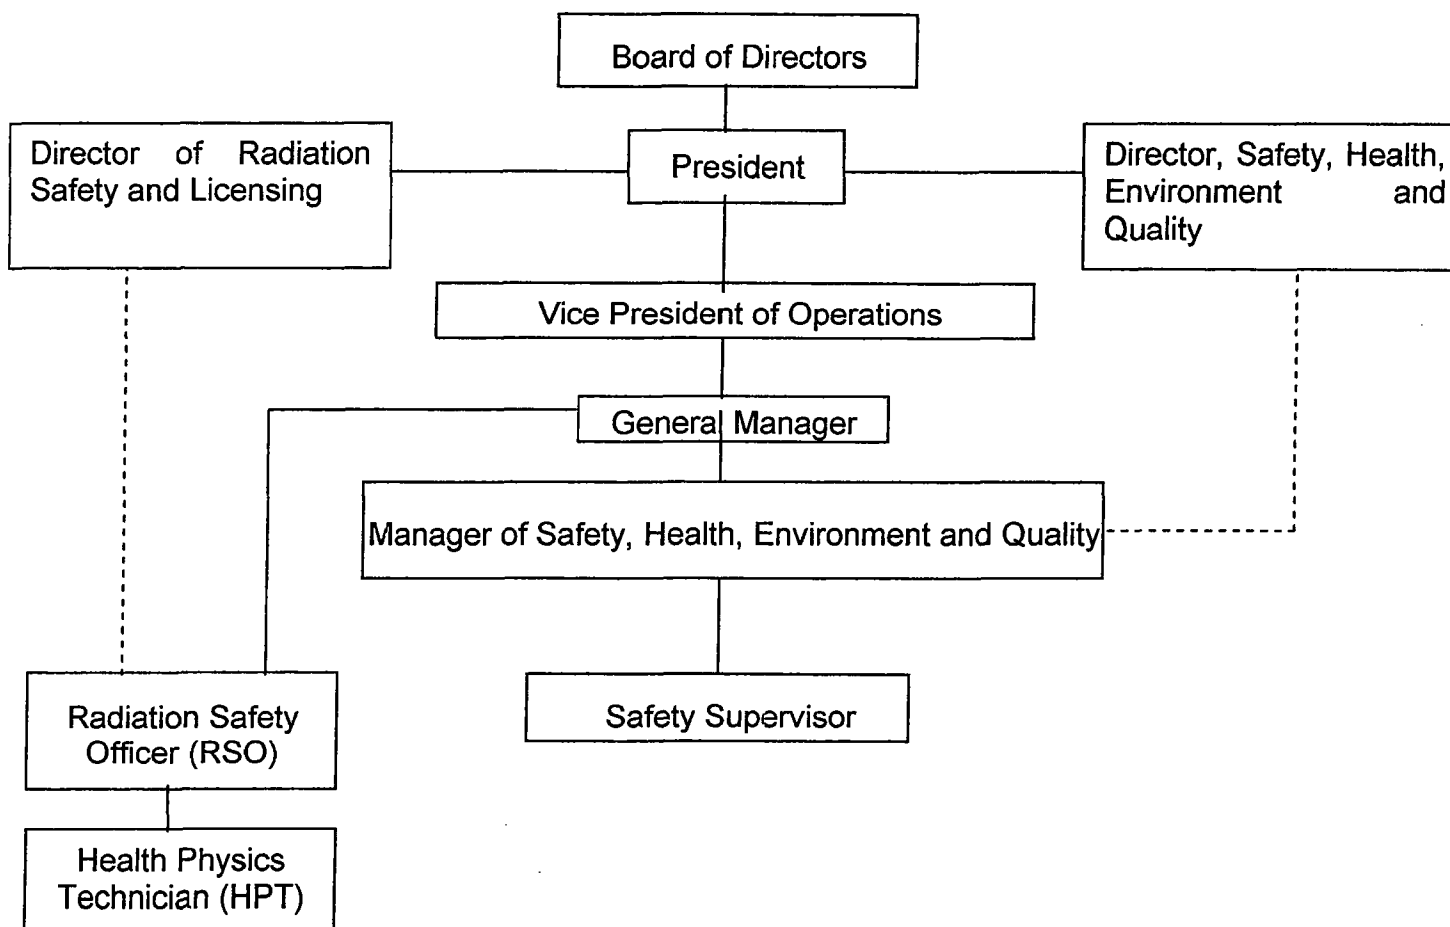 Board of Directors
Director of Radiation
Safety and Licensing
President
Director, Safety, Health,
Environment and
Quality
Vice President of Operations
General Manager
Manager of Safety, Health, Environment and Quality
Radiation Safety
Officer (RSO)
Safety Supervisor
Health Physics
Technician (HPT)